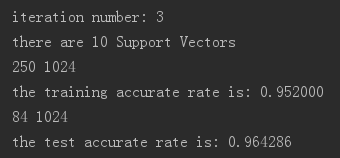 iteration number: 3
there are 10 Support Vectors
250 1024
the training accurate rate is: 0.952000
84 1024
the test accurate rate is: 0.964286